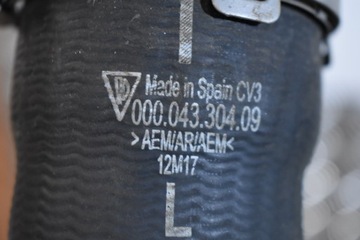 Made in Spain CV3
000.043.304.09
>AEM/AR/AEM<
12M17
L